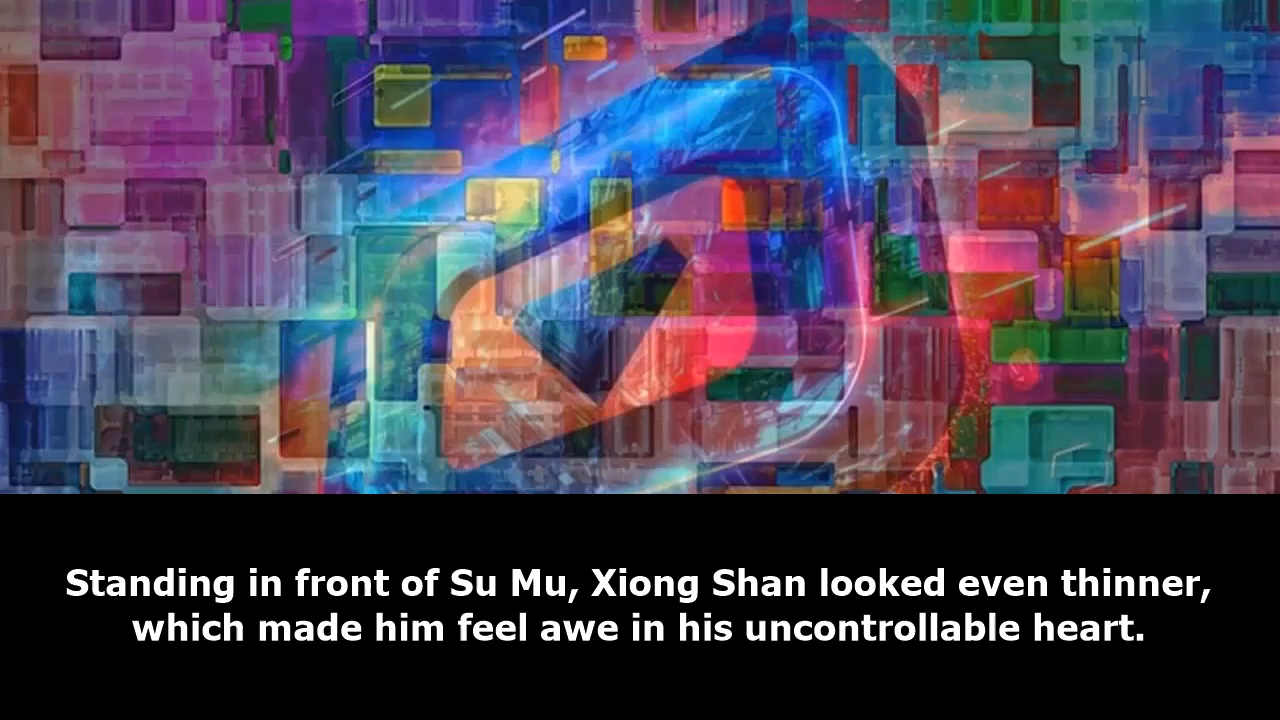 Standing in front of Su Mu, Xiong Shan looked even thinner,
which made him feel awe in his uncontrollable heart.